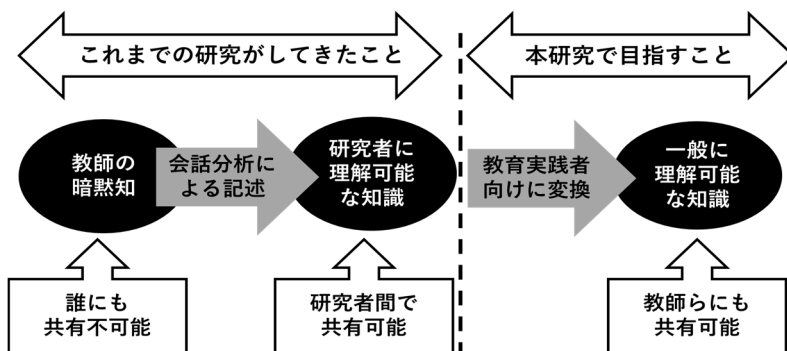 これまでの研究がしてきたこと
本研究で目指すこと
教師の
暗黙知
会話分析に
よる記述
研究者に
理解可能
な知識
教育実践者
向けに変換
一般に
理解可能
な知識
誰にも
共有不可能
研究者間で
共有可能
教師らにも
共有可能